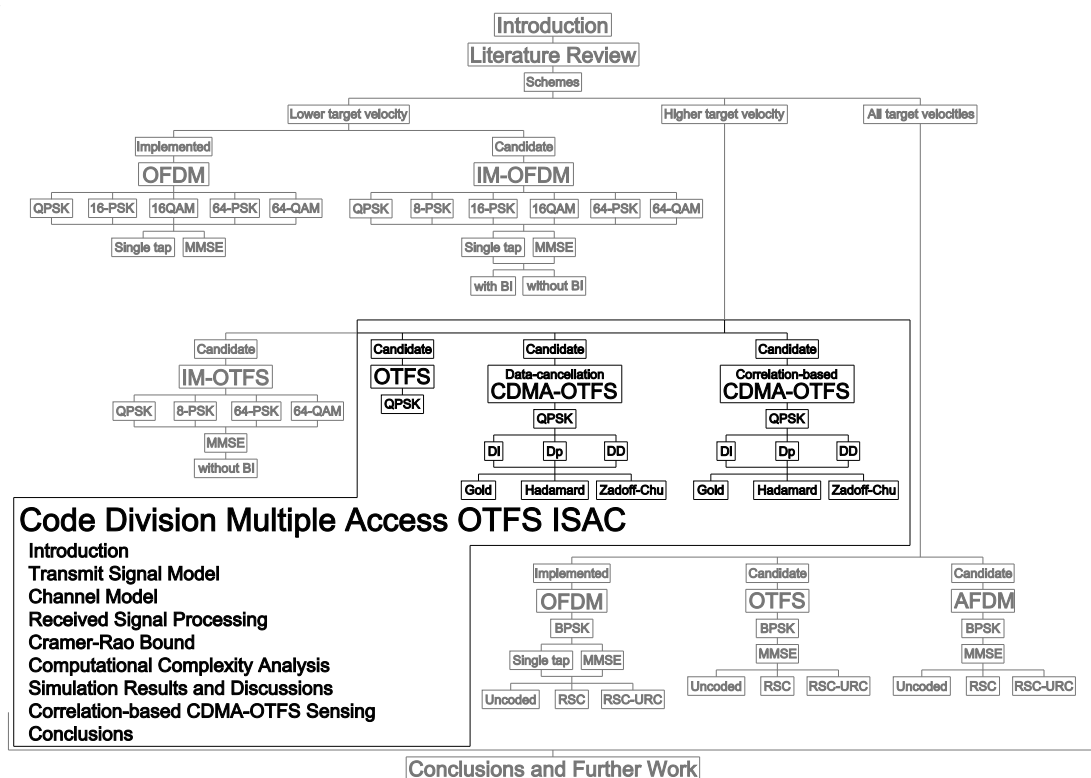 Introduction
Literature Review
Schemes
Lower target velocity
Higher target velocity
All target velocities
Implemented
OFDM
QPSK
16-PSK
16QAM
64-PSK
64-QAM
Single tap
MMSE
Candidate
IM-OFDM
QPSK
8-PSK
16-PSK
16QAM
64-PSK
64-QAM
Single tap
MMSE
with BI
without BI
Candidate
IM-OTFS
QPSK
8-PSK
64-PSK
64-QAM
MMSE
without BI
Candidate
OTFS
QPSK
Candidate
Data-cancellation
CDMA-OTFS
QPSK
Dl
Dp
DD
Gold
Hadamard
Zadoff-Chu
Candidate
Correlation-based
CDMA-OTFS
QPSK
Dl
Dp
DD
Gold
Hadamard
Zadoff-Chu
Code Division Multiple Access OTFS ISAC
Introduction
Transmit Signal Model
Channel Model
Received Signal Processing
Cramer-Rao Bound
Computational Complexity Analysis
Simulation Results and Discussions
Correlation-based CDMA-OTFS Sensing
Conclusions
Implemented
OFDM
BPSK
Single tap
MMSE
Uncoded
RSC
RSC-URC
Candidate
OTFS
BPSK
MMSE
Uncoded
RSC
RSC-URC
Candidate
AFDM
BPSK
MMSE
Uncoded
RSC
RSC-URC
Conclusions and Further Work